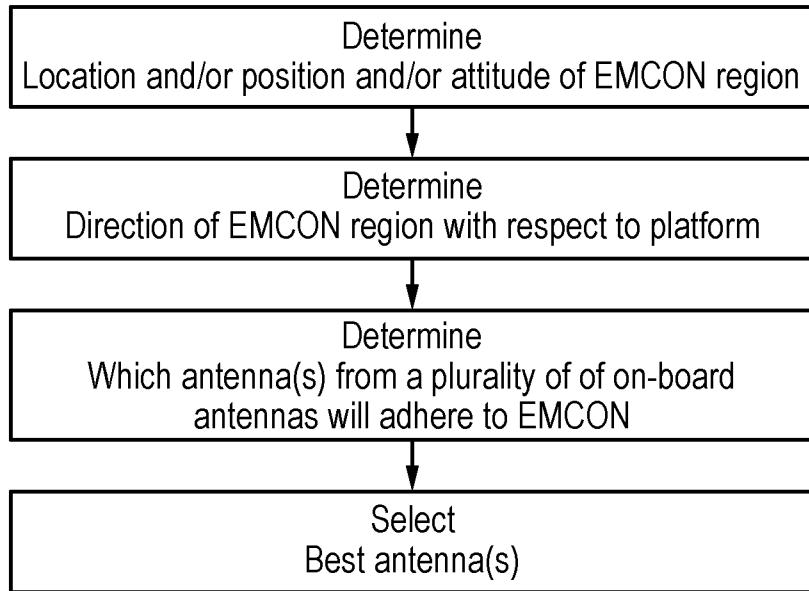 Determine
Location and/or position and/or attitude of EMCON region
Determine
Direction of EMCON region with respect to platform
Determine
Which antenna(s) from a plurality of of on-board
antennas will adhere to EMCON
Select
Best antenna(s)